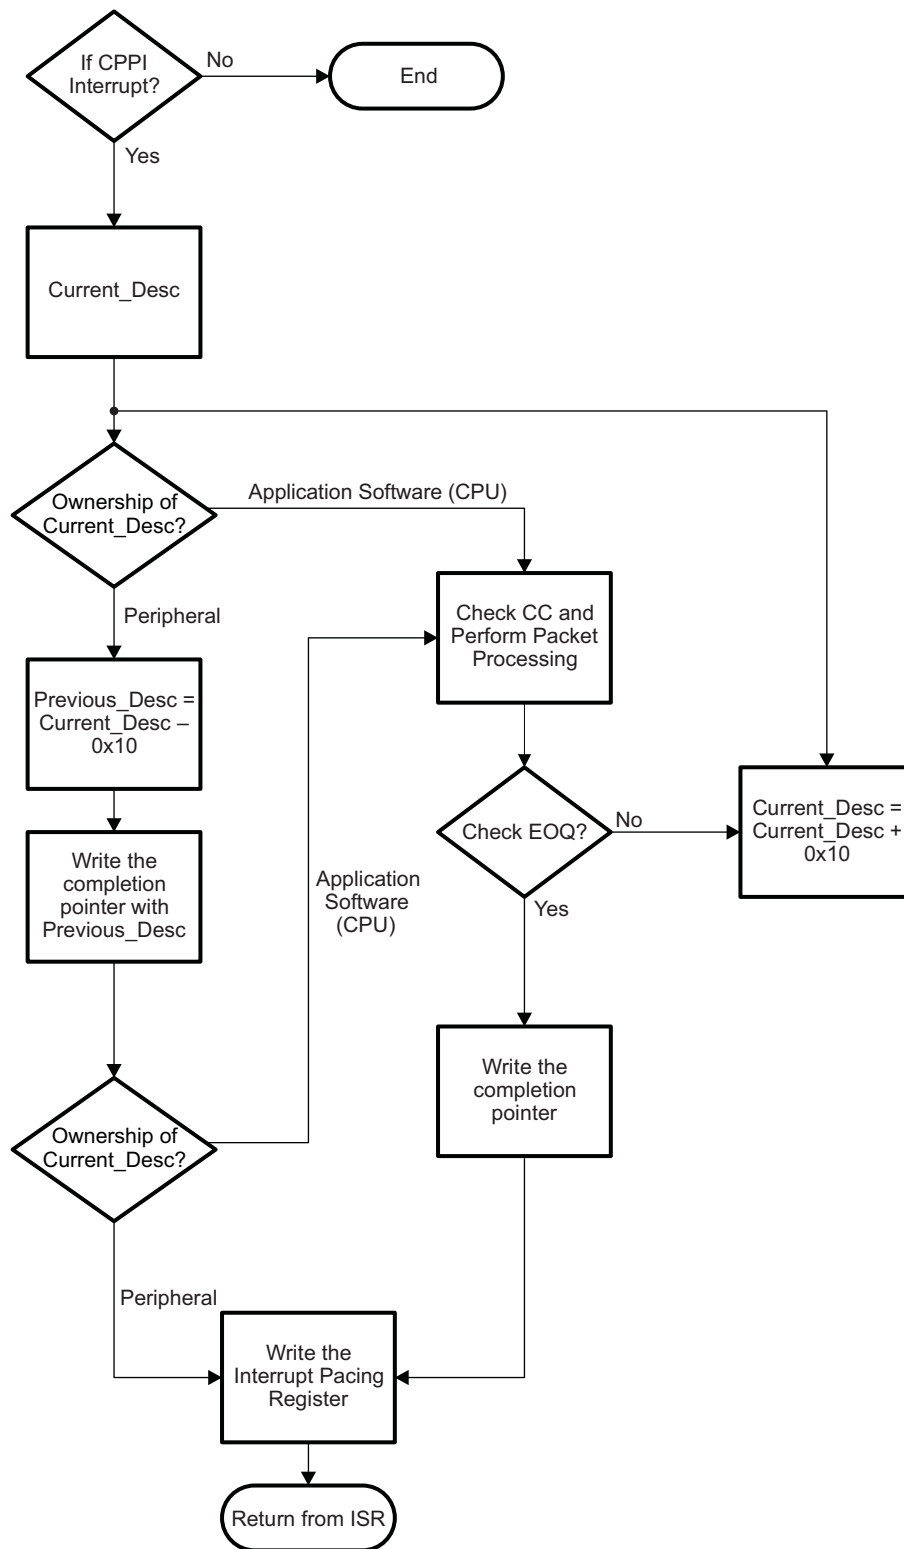 If CPPI
Interrupt?
No
End
Yes
Current_Desc
Ownership of
Current_Desc?
Application Software (CPU)
Peripheral
Check CC and
Perform Packet
Processing
Previous_Desc =
Current_Desc –
0x10
Check EOQ?
No
Current_Desc =
Current_Desc +
0x10
Write the
completion
pointer with
Previous_Desc
Application
Software
(CPU)
Yes
Write the
completion
pointer
Ownership of
Current_Desc?
Peripheral
Write the
Interrupt Pacing
Register
Return from ISR